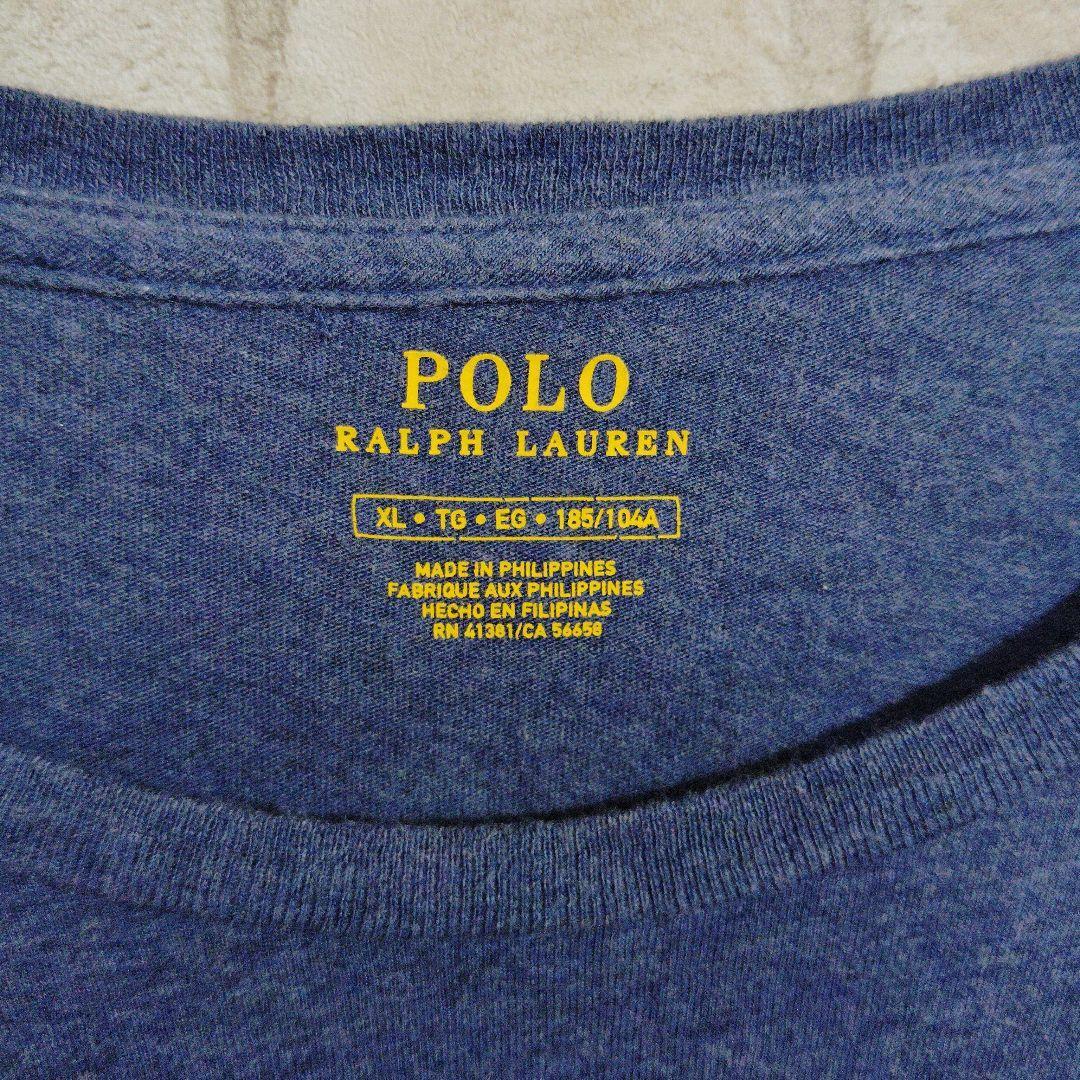 POLO
RALPH LAUREN
XL • TG • EG • 185/104A
MADE IN PHILIPPINES
FABRIQUE AUX PHILIPPINES
HECHO EN FILIPINAS
RN 41381/CA 56658